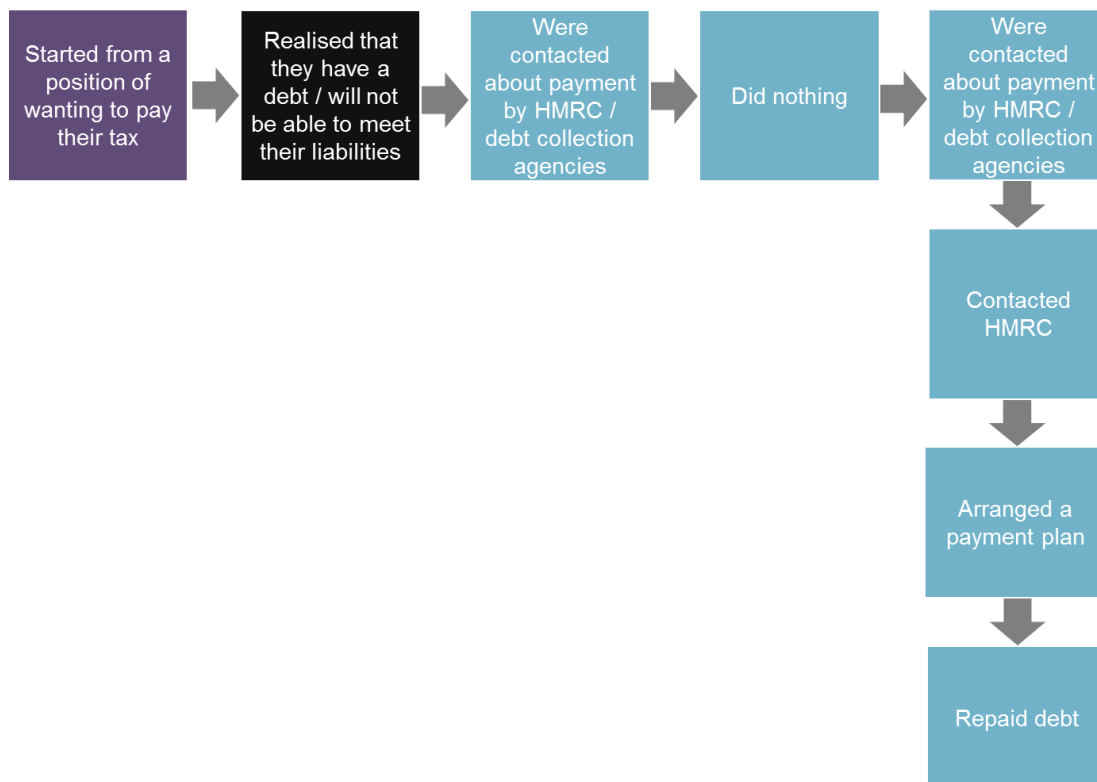 Started from a
position of
wanting to pay
their tax
Realised that
they have a
debt / will not
be able to meet
their liabilities
Were
contacted
about payment
by HMRC /
debt collection
agencies
Did nothing
Were
contacted
about payment
by HMRC /
debt collection
agencies
Contacted
HMRC
Arranged a
payment plan
Repaid debt